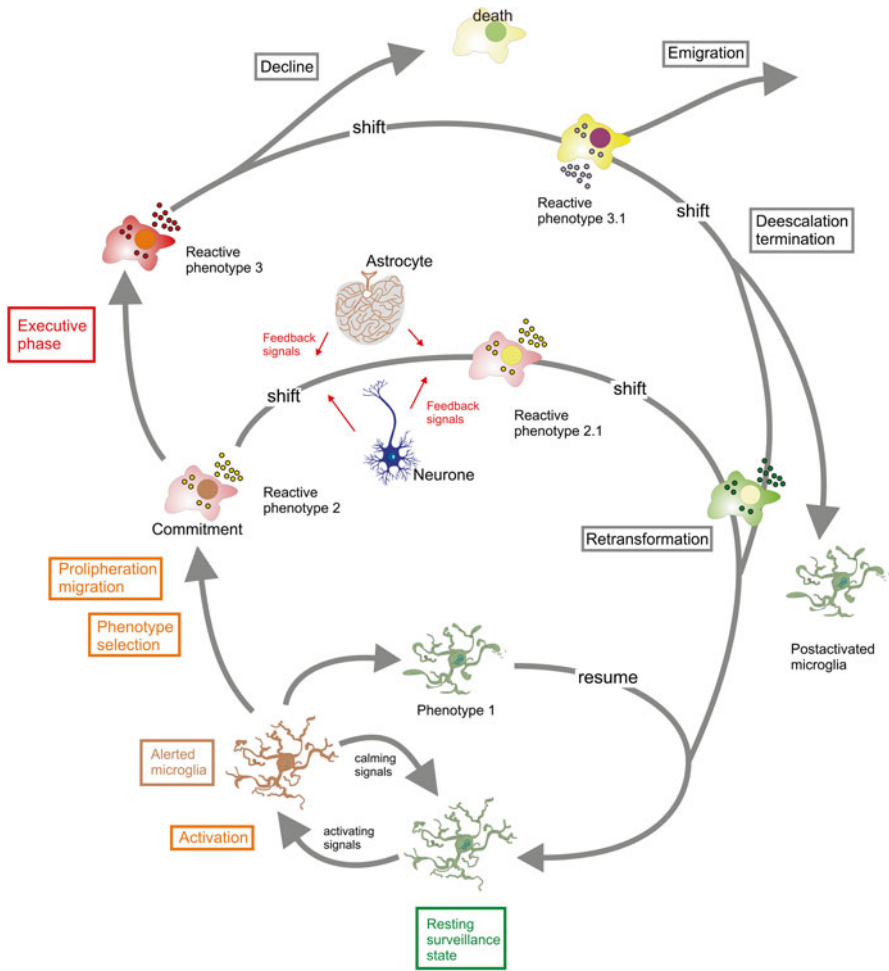 death
Decline
Emigration
shift
Reactive
phenotype 3.1
shift
Deescalation
termination
Reactive
phenotype 3
Astrocyte
Executive
phase
Feedback
signals
shift
shift
Feedback
signals
Reactive
phenotype 2.1
Neurone
Reactive
phenotype 2
Commitment
Retransformation
Prolipheration
migration
Phenotype
selection
Postactivated
microglia
resume
Phenotype 1
Alerted
microglia
calming
signals
Activation
activating
signals
Resting
surveillance
state